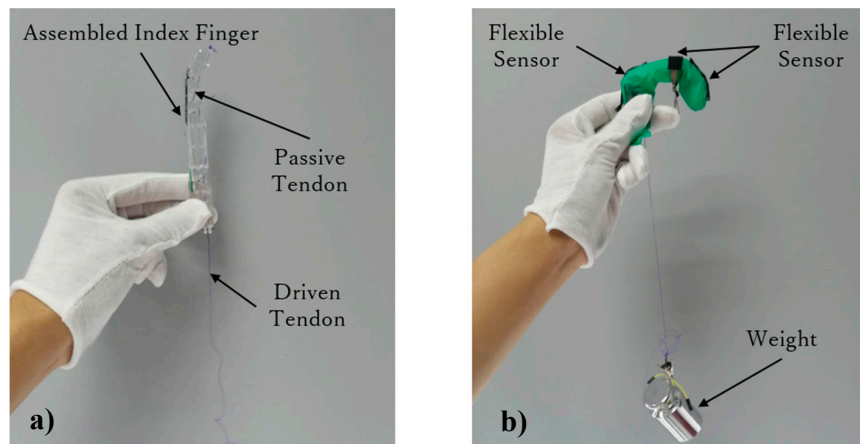 Assembled Index Finger
Passive
Tendon
Driven
Tendon
a)
Flexible
Sensor
Flexible
Sensor
Weight
b)